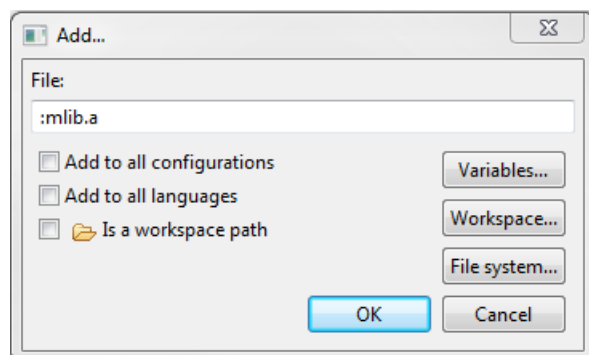 Add...
File:
:mlib.a
Add to all configurations
Variables...
Add to all languages
Workspace...
Is a workspace path
File system...
OK
Cancel